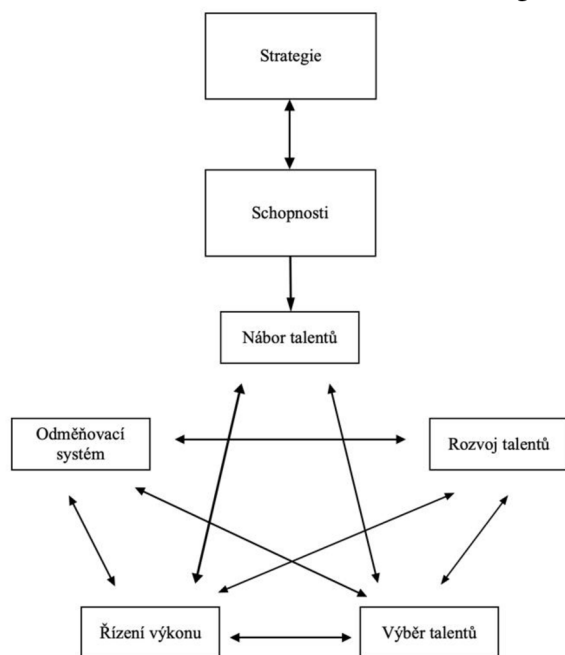 Strategie
Schopnosti
Nábor talentů
Odměňovací
systém
Rozvoj talentů
Řízení výkonu
Výběr talentů